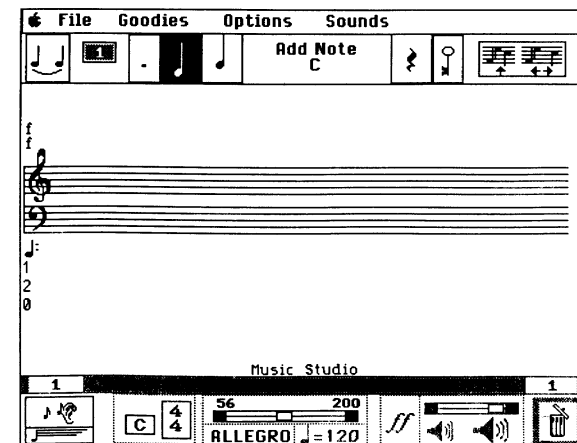 File Goodies Options Sounds
1
Add Note
C
f
f
1
2
0
Music Studio
1 1
C
4
4
56 200
ff
ALLEGRO =120